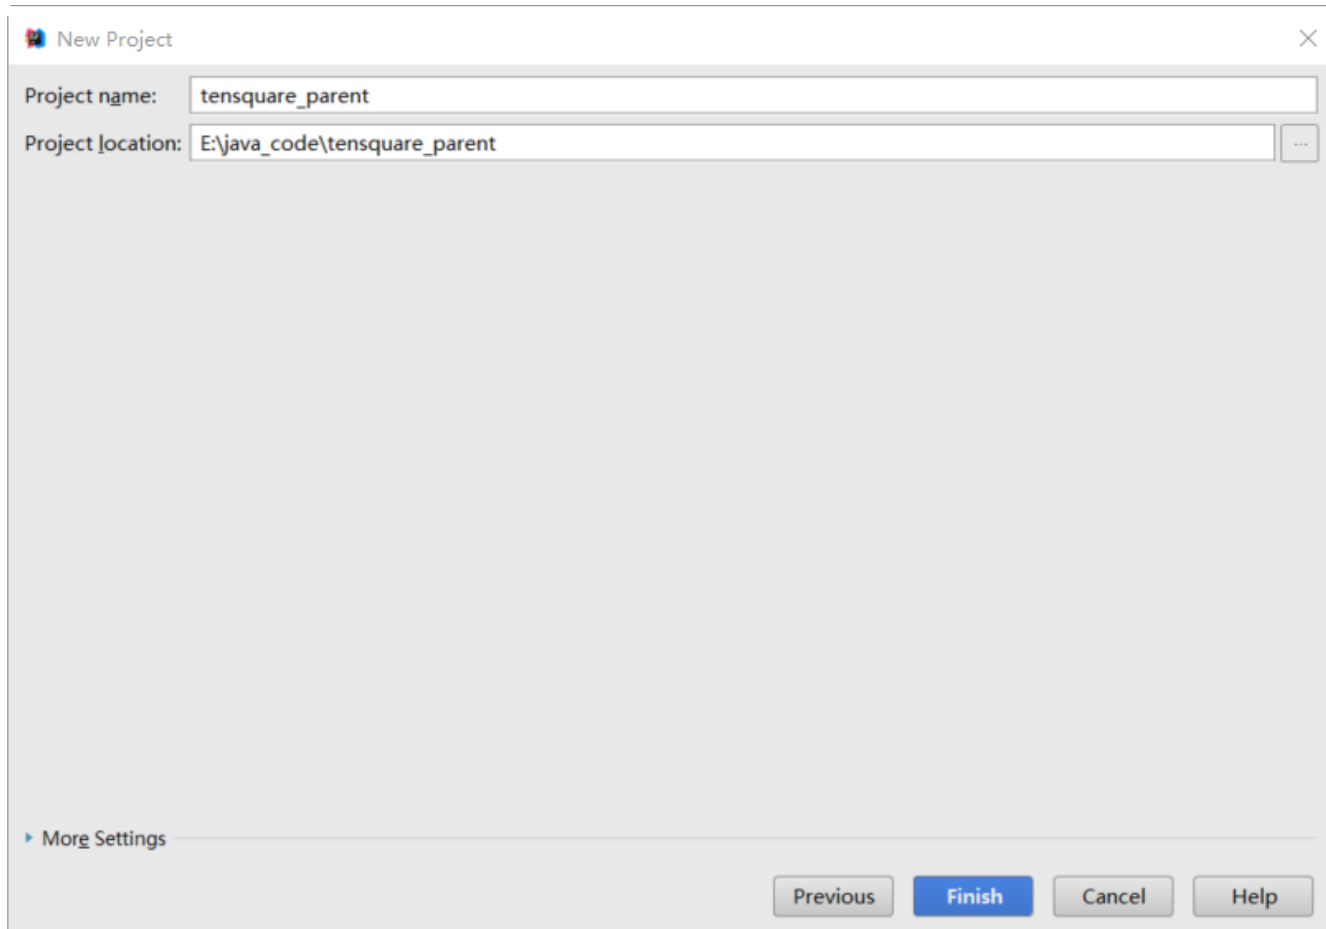 New Project
Project name: tensquare_parent
Project location: E:\java_code\tensquare_parent ...
More Settings
Previous Finish Cancel Help